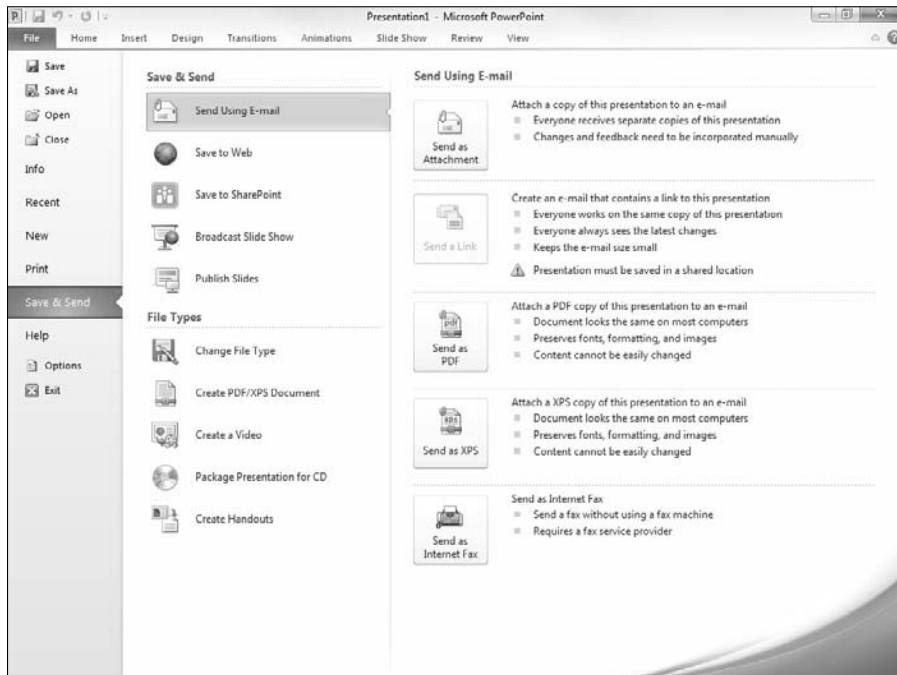 Presentation1 - Microsoft PowerPoint
File Home Insert Design Transitions Animations Slide Show Review View
Save
Save As
Open
Close
Info
Recent
New
Print
Save & Send
Help
Options
Exit
Save & Send
Send Using E-mail
Save to Web
Save to SharePoint
Broadcast Slide Show
Publish Slides
File Types
Change File Type
Create PDF/XPS Document
Create a Video
Package Presentation for CD
Create Handouts
Send Using E-mail
Send as
Attachment
Attach a copy of this presentation to an e-mail
Everyone receives separate copies of this presentation
Changes and feedback need to be incorporated manually
Send a Link
Create an e-mail that contains a link to this presentation
Everyone works on the same copy of this presentation
Everyone always sees the latest changes
Keeps the e-mail size small
Presentation must be saved in a shared location
pdf
Send as
PDF
Attach a PDF copy of this presentation to an e-mail
Document looks the same on most computers
Preserves fonts, formatting, and images
Content cannot be easily changed
xps
Send as XPS
Attach a XPS copy of this presentation to an e-mail
Document looks the same on most computers
Preserves fonts, formatting, and images
Content cannot be easily changed
Send as
Internet Fax
Send as Internet Fax
Send a fax without using a fax machine
Requires a fax service provider